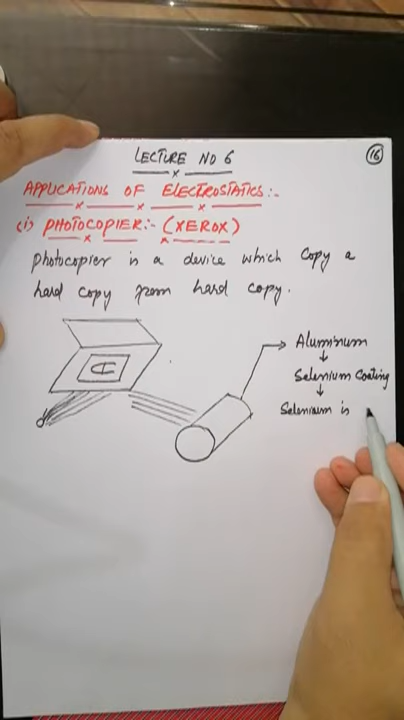 LECTURE NO 6
16
APPLICATIONS OF ELECTROSTATICS:-
(i) PHOTOCOPIER:- (XEROX)
Photocopier is a device which copy a
hard copy from hard copy.
Aluminum
Selenium Coating
Selenium is